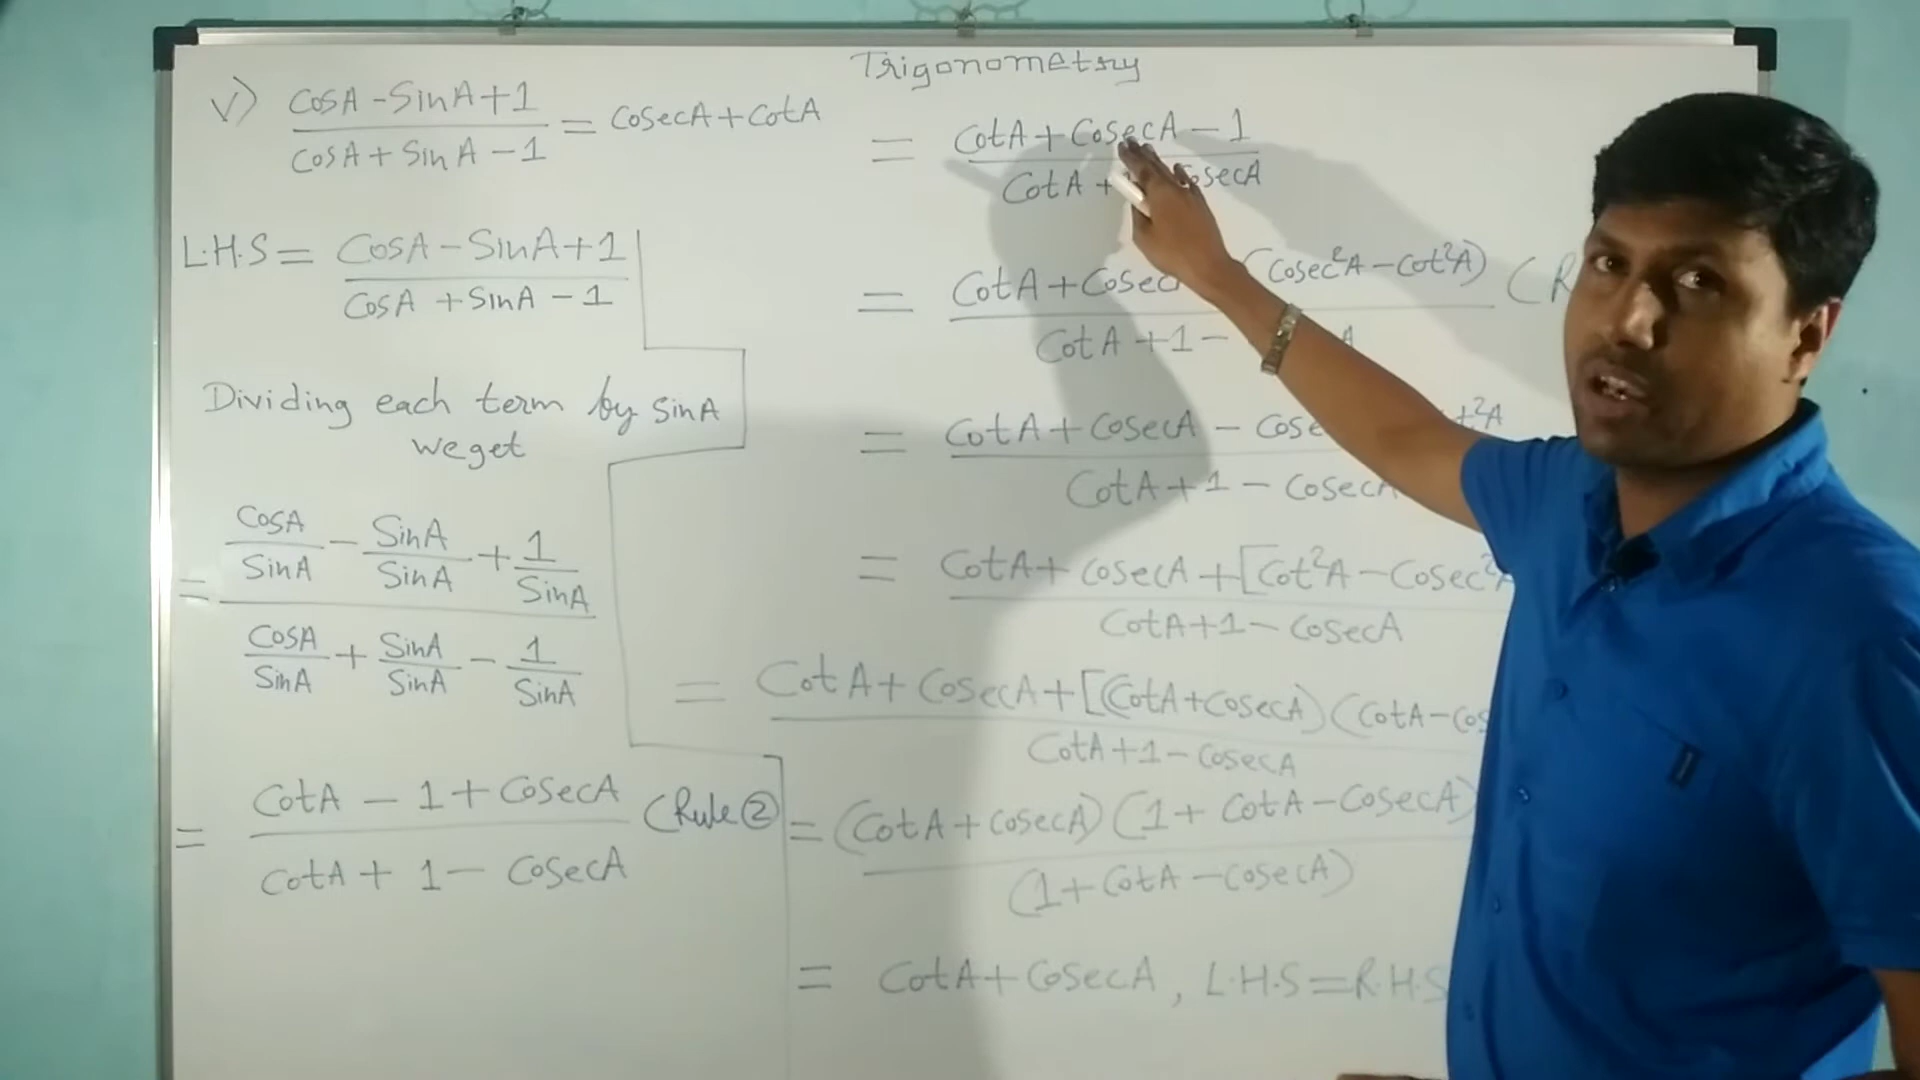 Trigonometry
V) CosA - SinA + 1 / CosA + SinA - 1 = CosecA + CotA
L.H.S = CosA - SinA + 1 / CosA + SinA - 1
Dividing each term by SinA
we get
= CosA/SinA - SinA/SinA + 1/SinA
CosA/SinA + SinA/SinA - 1/SinA
= CotA - 1 + CosecA / CotA + 1 - CosecA (Rule ②
= CotA + CosecA - 1
CotA + CosecA
= CotA + Cosec (Cosec²A - Cot²A) (R
CotA + 1 - A
= CotA + CosecA - Cose t²A
CotA + 1 - CosecA
= CotA + CosecA + [Cot²A - Cosec²A
CotA + 1 - CosecA
= CotA + CosecA + [(CotA + CosecA) (CotA - Cos
CotA + 1 - CosecA
= (CotA + CosecA) (1 + CotA - CosecA)
(1 + CotA - CosecA)
= CotA + CosecA, L.H.S = R.H.S